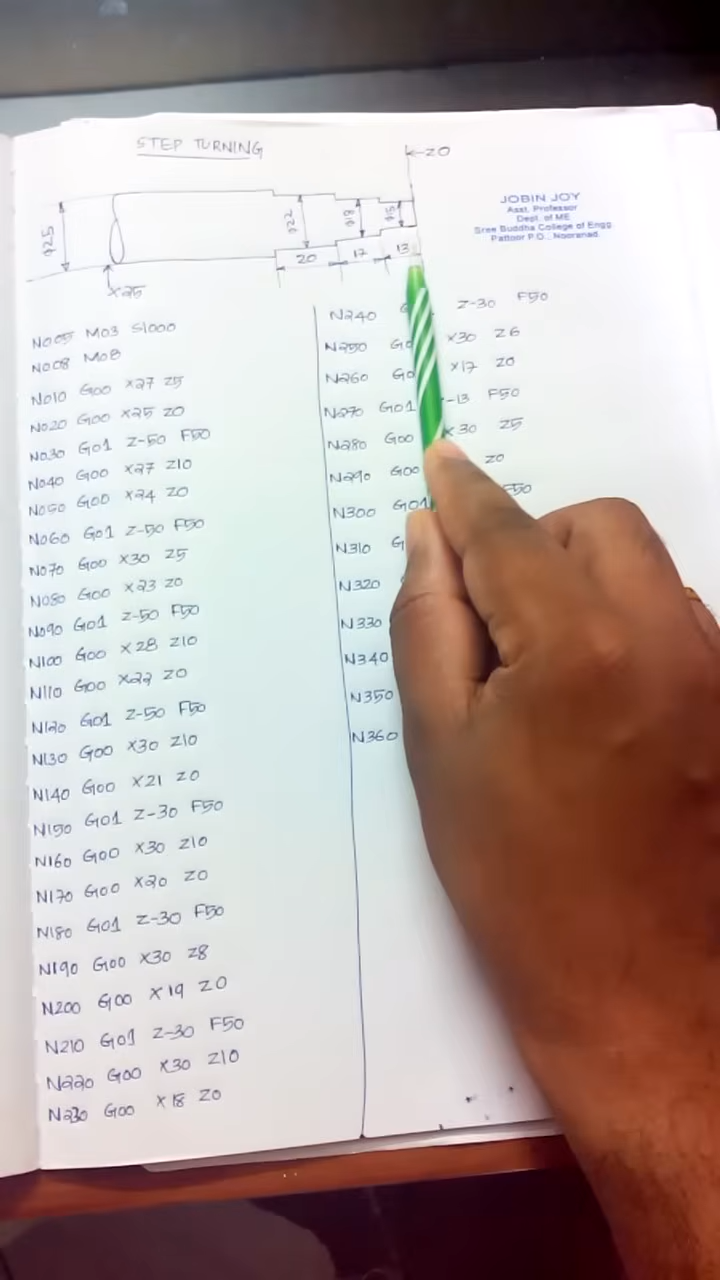 STEP TURNING
Z0
JOBIN JOY
Asst. Professor
Dept. of ME
Sree Buddha College of Engg
Pattoor P.O., Nooranad
ϕ25
ϕ22
ϕ18
ϕ15
20
17
13
X25
N005 M03 S1000
N008 M08
N010 G00 X27 Z5
N020 G00 X25 Z0
N030 G01 Z-50 F50
N040 G00 X27 Z10
N050 G00 X24 Z0
N060 G01 Z-50 F50
N070 G00 X30 Z5
N080 G00 X23 Z0
N090 G01 Z-50 F50
N100 G00 X28 Z10
N110 G00 X22 Z0
N120 G01 Z-50 F50
N130 G00 X30 Z10
N140 G00 X21 Z0
N150 G01 Z-30 F50
N160 G00 X30 Z10
N170 G00 X20 Z0
N180 G01 Z-30 F50
N190 G00 X30 Z8
N200 G00 X19 Z0
N210 G01 Z-30 F50
N220 G00 X30 Z10
N230 G00 X18 Z0
N240 Z-30 F50
N250 X30 Z6
N260 X17 Z0
N270 G01 -13 F50
N280 G00 X30 Z5
N290 G00 Z0
N300 G01 F50
N310
N320
N330
N340
N350
N360